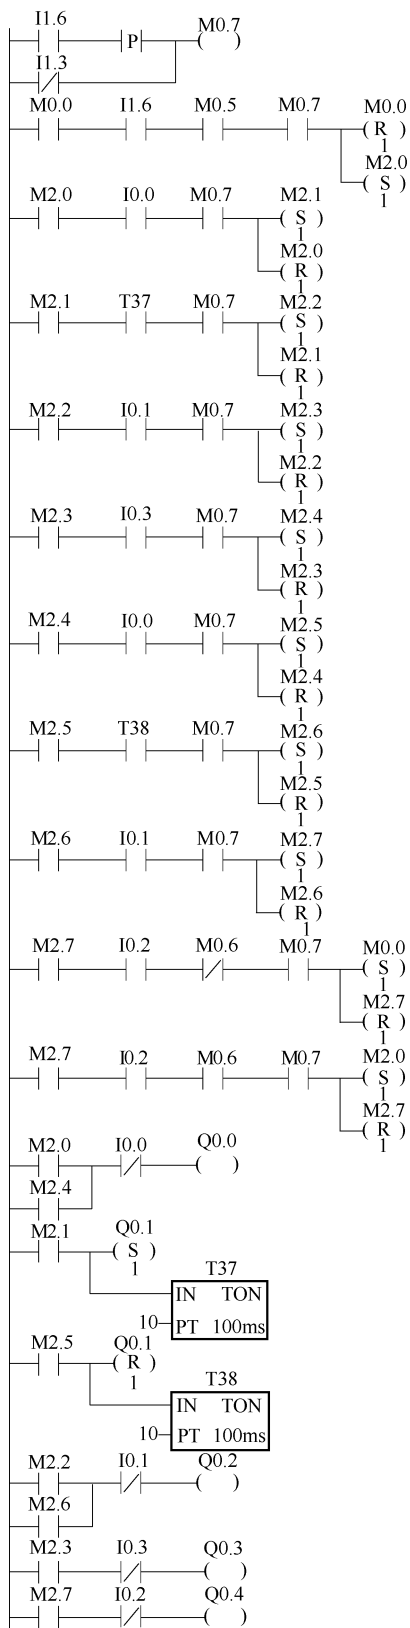 I1.6
P
M0.7
( )
I1.3
M0.0 I1.6 M0.5 M0.7 M0.0
( R )
1
M2.0
( S )
1
M2.0 I0.0 M0.7 M2.1
( S )
1
M2.0
( R )
1
M2.1 T37 M0.7 M2.2
( S )
1
M2.1
( R )
1
M2.2 I0.1 M0.7 M2.3
( S )
1
M2.2
( R )
1
M2.3 I0.3 M0.7 M2.4
( S )
1
M2.3
( R )
1
M2.4 I0.0 M0.7 M2.5
( S )
1
M2.4
( R )
1
M2.5 T38 M0.7 M2.6
( S )
1
M2.5
( R )
1
M2.6 I0.1 M0.7 M2.7
( S )
1
M2.6
( R )
1
M2.7 I0.2 M0.6 M0.7 M0.0
( S )
1
M2.7
( R )
1
M2.7 I0.2 M0.6 M0.7 M2.0
( S )
1
M2.7
( R )
1
M2.0 I0.0 Q0.0
( )
M2.4
M2.1 Q0.1
( S )
1
T37
IN TON
10 PT 100ms
M2.5 Q0.1
( R )
1
T38
IN TON
10 PT 100ms
M2.2 I0.1 Q0.2
( )
M2.6
M2.3 I0.3 Q0.3
( )
M2.7 I0.2 Q0.4
( )